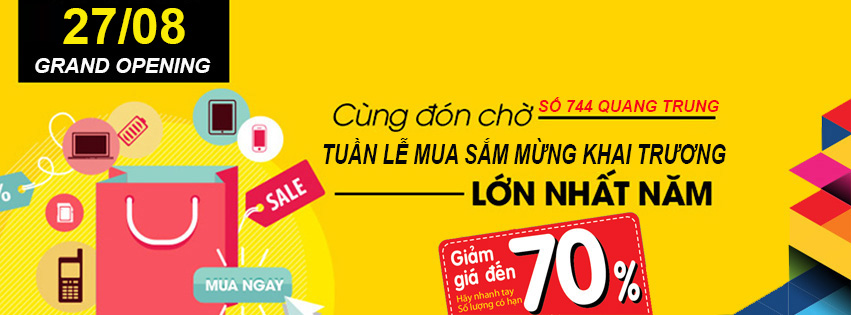 27/08
GRAND OPENING
Cùng đón chờ SỐ 744 QUANG TRUNG
TUẦN LỄ MUA SẮM MỪNG KHAI TRƯƠNG
LỚN NHẤT NĂM
%
SALE
MUA NGAY
Giảm giá đến 70%
Hãy nhanh tay
Số lượng có hạn